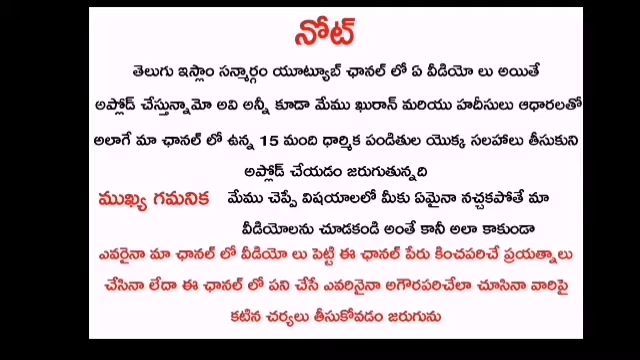 నోట్
తెలుగు ఇస్లాం సన్మార్గం యూట్యూబ్ ఛానల్ లో ఏ వీడియో లు అయితే
అప్లోడ్ చేస్తున్నామో అవి అన్నీ కూడా మేము ఖురాన్ మరియు హదీసులు ఆధారలతో
అలాగే మా ఛానల్ లో ఉన్న 15 మంది ధార్మిక పండితుల యొక్క సలహాలు తీసుకుని
అప్లోడ్ చేయడం జరుగుతున్నది
ముఖ్య గమనిక మేము చెప్పే విషయాలలో మీకు ఏమైనా నచ్చకపోతే మా
వీడియోలను చూడకండి అంతే కానీ అలా కాకుండా
ఎవరైనా మా ఛానల్ లో వీడియో లు పెట్టి ఈ ఛానల్ పేరు కించపరిచే ప్రయత్నాలు
చేసినా లేదా ఈ ఛానల్ లో పని చేసే ఎవరినైనా అగౌరపరిచేలా చూసినా వారిపై
కటిన చర్యలు తీసుకోవడం జరుగును